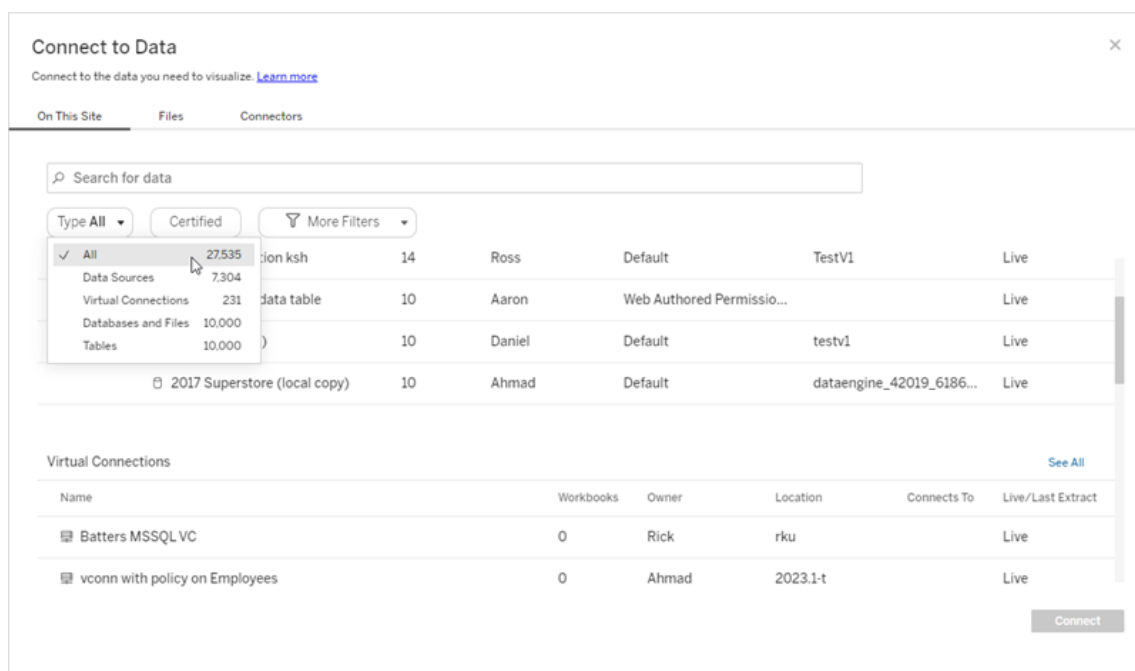 Connect to Data
Connect to the data you need to visualize. Learn more
On This Site Files Connectors
Search for data
Type All Certified More Filters
All 27,535
Data Sources 7,304
Virtual Connections 231
Databases and Files 10,000
Tables 10,000
ksh 14 Ross Default TestV1 Live
data table 10 Aaron Web Authored Permissio... Live
) 10 Daniel Default testv1 Live
2017 Superstore (local copy) 10 Ahmad Default dataengine_42019_6186... Live
Virtual Connections See All
Name Workbooks Owner Location Connects To Live/Last Extract
Batters MSSQL VC 0 Rick rku Live
vconn with policy on Employees 0 Ahmad 2023.1-t Live
Connect